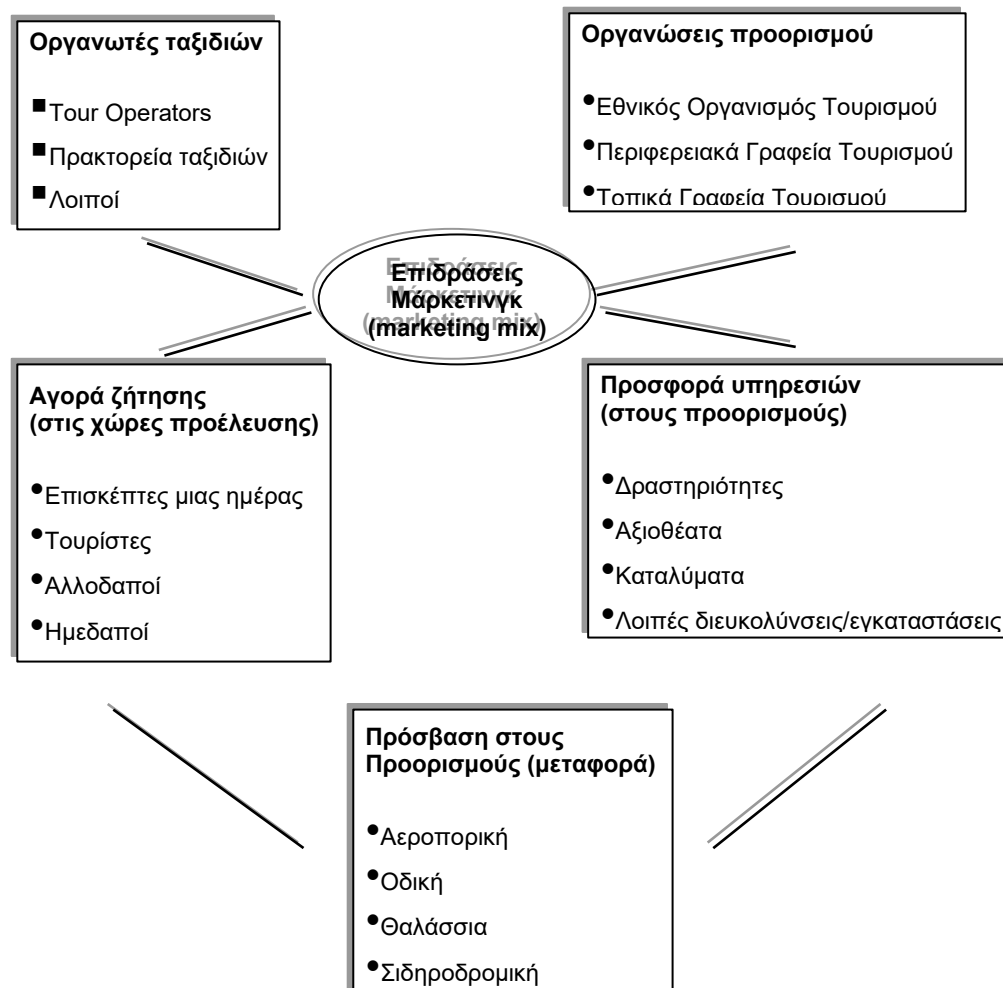 Οργανωτές ταξιδιών
▪ Tour Operators
▪ Πρακτορεία ταξιδιών
▪ Λοιποί
Οργανώσεις προορισμού
•Εθνικός Οργανισμός Τουρισμού
•Περιφερειακά Γραφεία Τουρισμού
•Τοπικά Γραφεία Τουρισμού
Επιδράσεις
Μάρκετινγκ
(marketing mix)
Αγορά ζήτησης
(στις χώρες προέλευσης)
•Επισκέπτες μιας ημέρας
•Τουρίστες
•Αλλοδαποί
•Ημεδαποί
Προσφορά υπηρεσιών
(στους προορισμούς)
•Δραστηριότητες
•Αξιοθέατα
•Καταλύματα
•Λοιπές διευκολύνσεις/εγκαταστάσεις
Πρόσβαση στους
Προορισμούς (μεταφορά)
•Αεροπορική
•Οδική
•Θαλάσσια
•Σιδηροδρομική